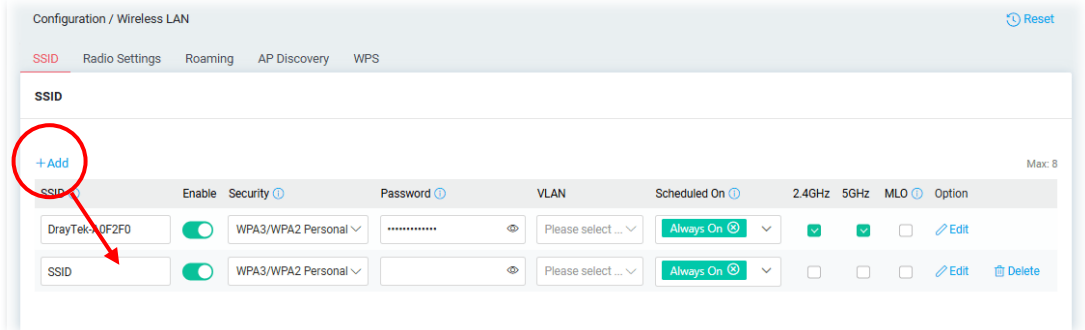 Configuration / Wireless LAN
Reset
SSID Radio Settings Roaming AP Discovery WPS
SSID
+Add
Max: 8
SSID Enable Security Password VLAN Scheduled On 2.4GHz 5GHz MLO Option
DrayTek-A0F2F0 WPA3/WPA2 Personal ············· Please select ... Always On Edit
SSID WPA3/WPA2 Personal Please select ... Always On Edit Delete